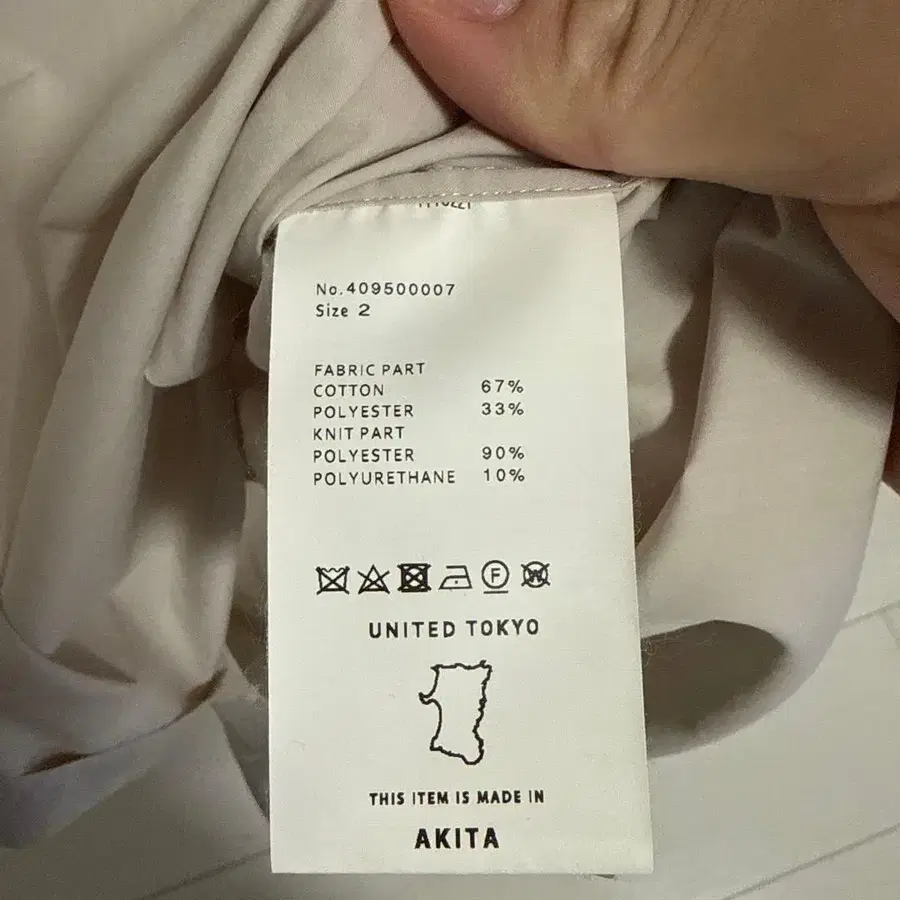 No.409500007
Size 2
FABRIC PART
COTTON 67%
POLYESTER 33%
KNIT PART
POLYESTER 90%
POLYURETHANE 10%
F W
UNITED TOKYO
THIS ITEM IS MADE IN
AKITA